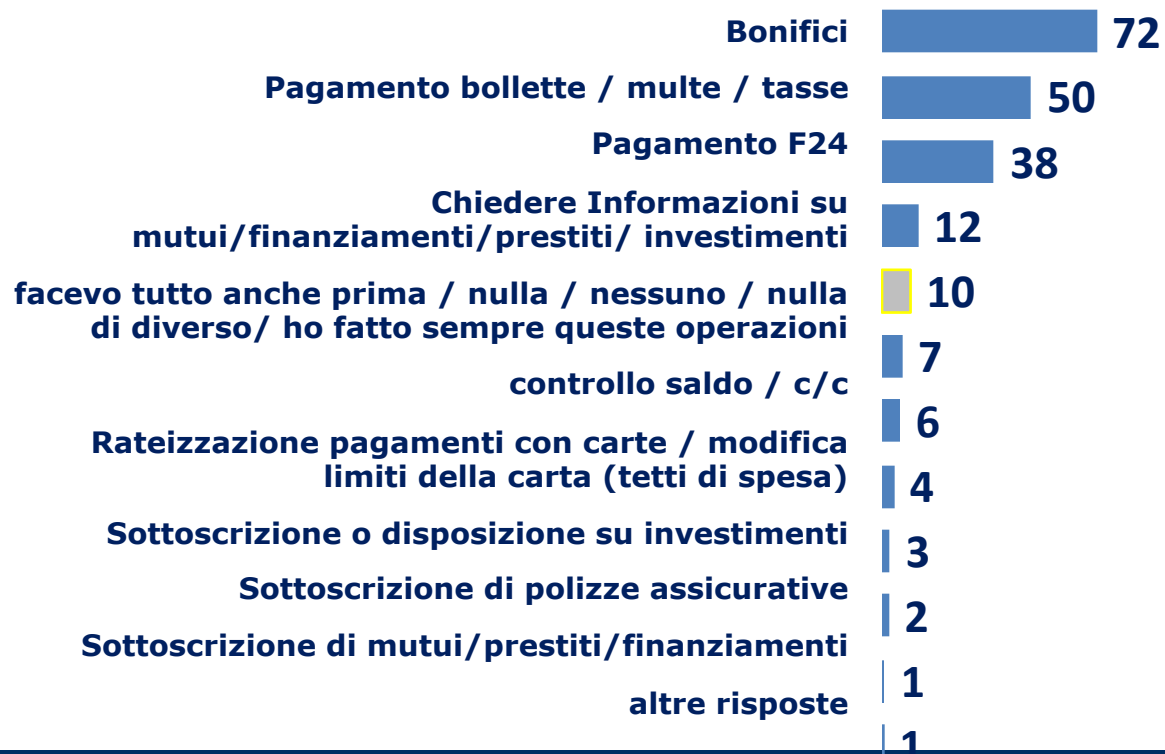 Bonifici
72
Pagamento bollette / multe / tasse
50
Pagamento F24
38
Chiedere Informazioni su
mutui/finanziamenti/prestiti/ investimenti
12
facevo tutto anche prima / nulla / nessuno / nulla
di diverso/ ho fatto sempre queste operazioni
10
7
controllo saldo / c/c
6
Rateizzazione pagamenti con carte / modifica
limiti della carta (tetti di spesa)
4
Sottoscrizione o disposizione su investimenti
3
Sottoscrizione di polizze assicurative
2
Sottoscrizione di mutui/prestiti/finanziamenti
1
altre risposte
1